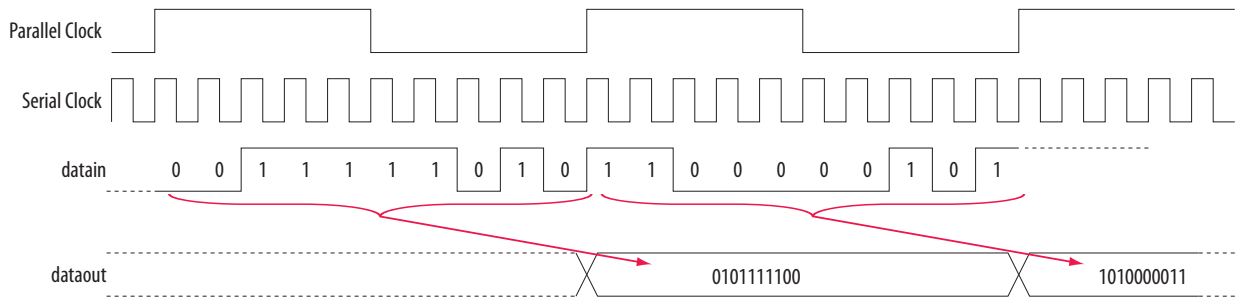 Parallel Clock
Serial Clock
datain 0 0 1 1 1 1 1 0 1 0 1 1 0 0 0 0 0 1 0 1
dataout 0101111100 1010000011